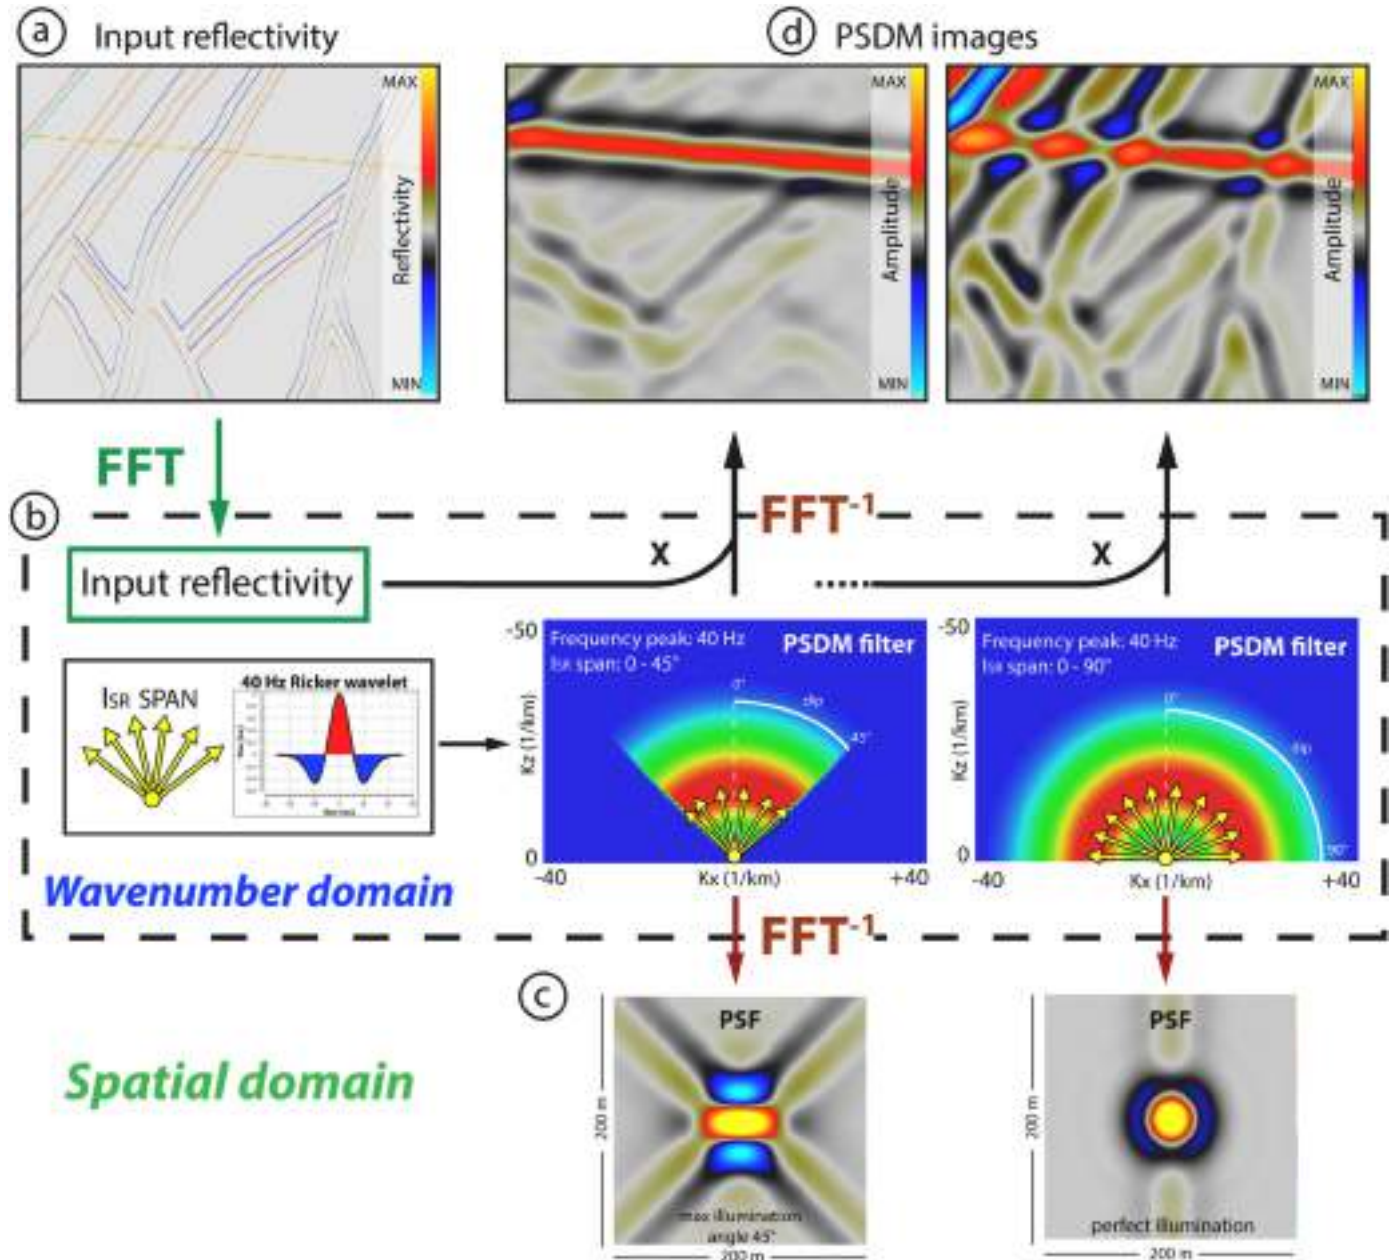 a Input reflectivity
d PSDM images
MAX
Reflectivity
MIN
MAX
Amplitude
MIN
MAX
Amplitude
MIN
FFT
b
FFT-1
Input reflectivity
X
X
ISR SPAN
40 Hz Ricker wavelet
-50
Frequency peak: 40 Hz
ISR span: 0 - 45°
PSDM filter
0°
dip
45°
Kz (1/km)
0
-40
Kx (1/km)
+40
-50
Frequency peak: 40 Hz
ISR span: 0 - 90°
PSDM filter
0°
dip
90°
Kz (1/km)
0
-40
Kx (1/km)
+40
Wavenumber domain
FFT-1
c
Spatial domain
PSF
200 m
max illumination
angle 45°
200 m
PSF
200 m
perfect illumination
200 m